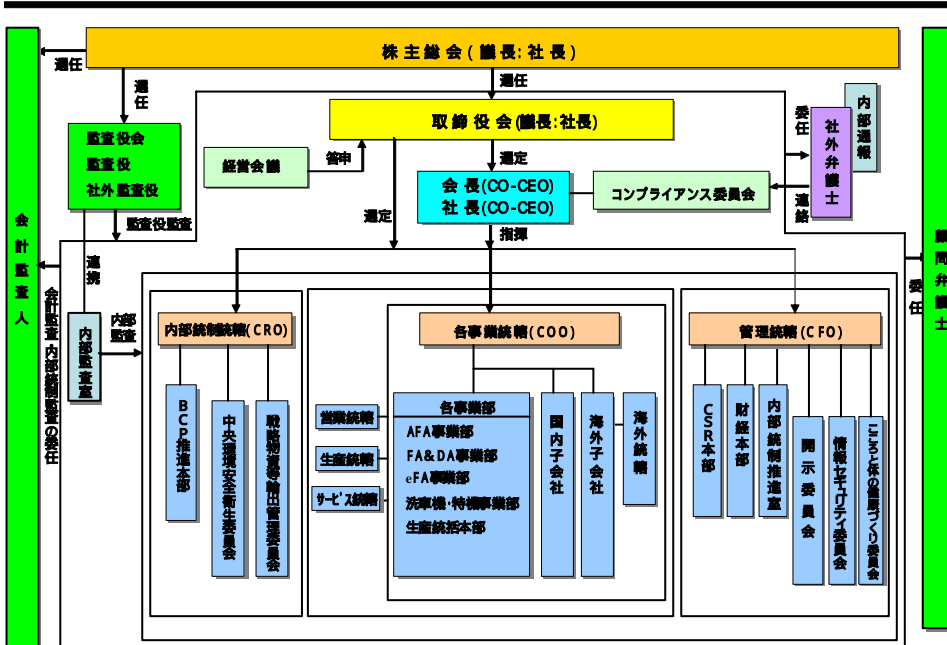 株主総会(議長:社長)
選任
選任
選任
取締役会(議長:社長)
監査役会
監査役
社外監査役
経営会議
答申
選定
選定
会長(CO-CEO)
社長(CO-CEO)
コンプライアンス委員会
委任
内部通報
社外弁護士
連絡
監査役監査
指揮
会計監査人
顧問弁護士
委任
連携
会計監査・内部統制監査の委任
内部監査室
内部
監査
内部統制統轄(CRO)
各事業統轄(COO)
管理統轄(CFO)
BCP推進本部
中央環境安全衛生委員会
戦略物資等輸出管理委員会
営業統轄
生産統轄
サービス統轄
各事業部
AFA事業部
FA&DA事業部
eFA事業部
洗車機・特機事業部
生産統括本部
国内子会社
海外子会社
海外統轄
CSR本部
財経本部
内部統制推進室
開示委員会
情報セキュリティ委員会
こころと体の健康づくり委員会